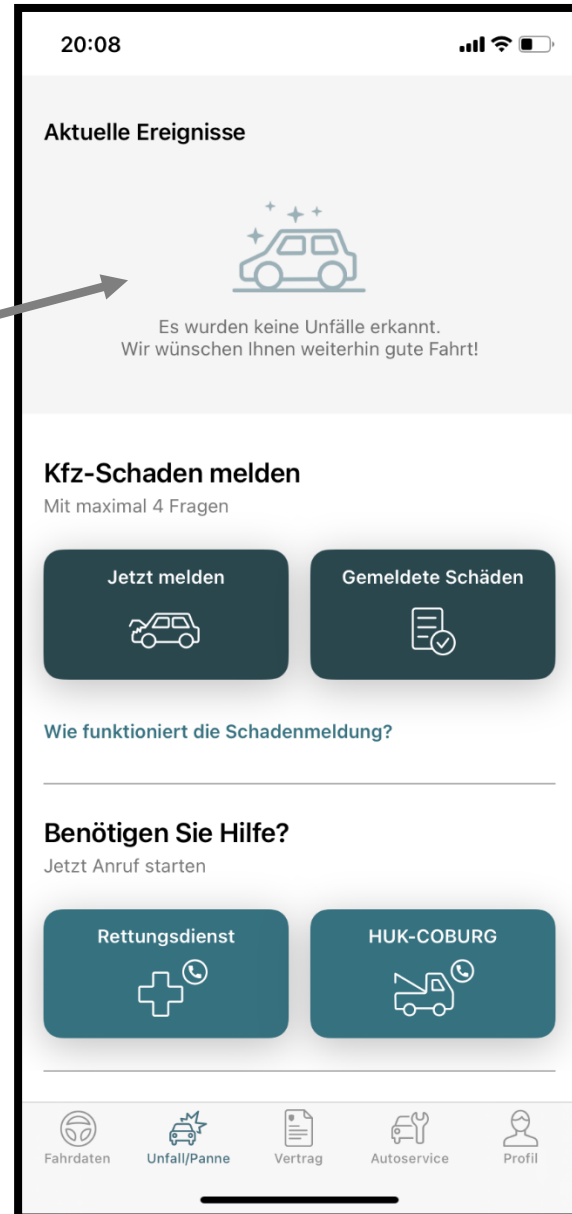 20:08
Aktuelle Ereignisse
Es wurden keine Unfälle erkannt.
Wir wünschen Ihnen weiterhin gute Fahrt!
Kfz-Schaden melden
Mit maximal 4 Fragen
Jetzt melden
Gemeldete Schäden
Wie funktioniert die Schadenmeldung?
Benötigen Sie Hilfe?
Jetzt Anruf starten
Rettungsdienst
HUK-COBURG
Fahrdaten
Unfall/Panne
Vertrag
Autoservice
Profil